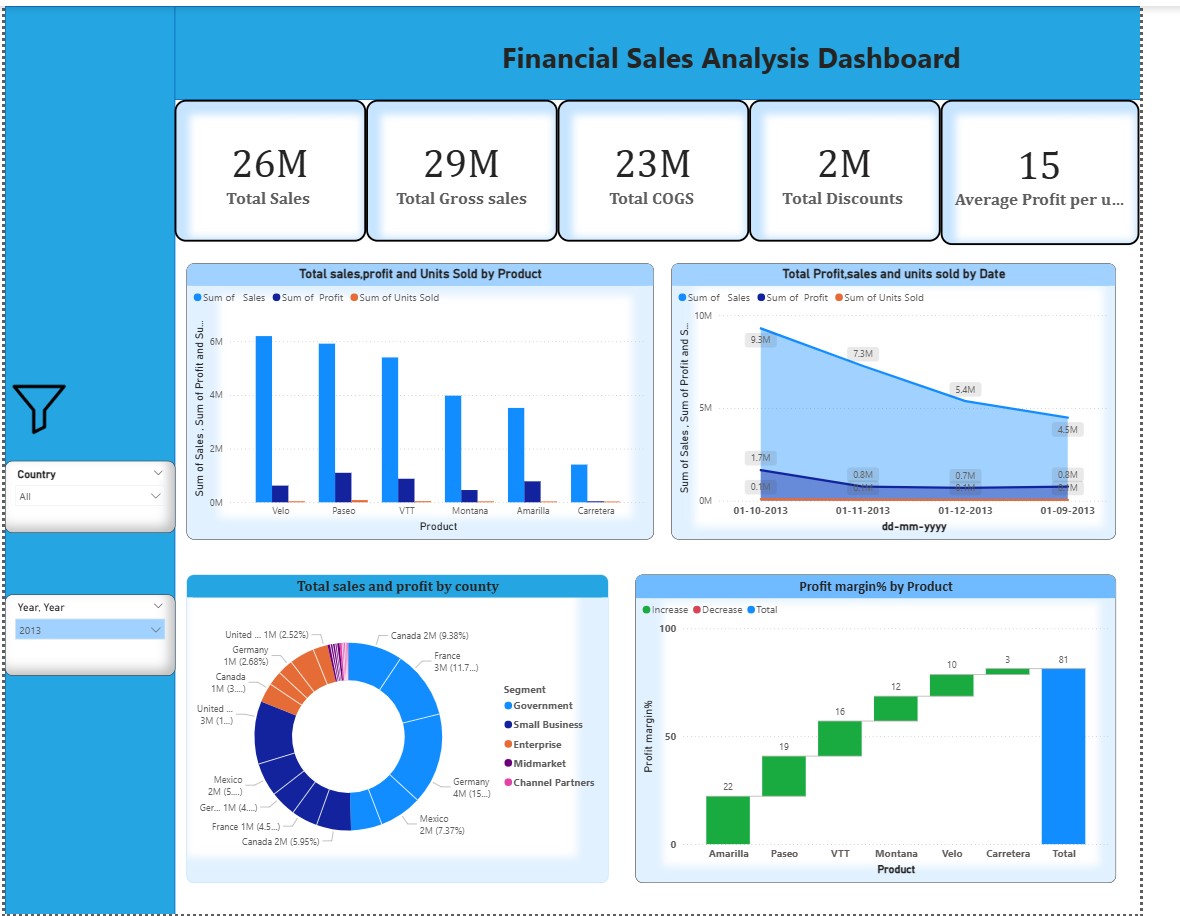 Financial Sales Analysis Dashboard
26M
Total Sales
29M
Total Gross sales
23M
Total COGS
2M
Total Discounts
15
Average Profit per u...
Country
All
Year, Year
2013
Total sales,profit and Units Sold by Product
Sum of Sales Sum of Profit Sum of Units Sold
Sum of Sales , Sum of Profit and Su...
6M
4M
2M
0M
Velo Paseo VTT Montana Amarilla Carretera
Product
Total Profit,sales and units sold by Date
Sum of Sales Sum of Profit Sum of Units Sold
Sum of Sales , Sum of Profit and S...
10M
5M
0M
9.3M
7.3M
5.4M
4.5M
1.7M
0.8M
0.7M
0.8M
0.1M
01-10-2013 01-11-2013 01-12-2013 01-09-2013
dd-mm-yyyy
Total sales and profit by county
United ... 1M (2.52%)
Germany
1M (2.68%)
Canada
1M (3....)
United ...
3M (1...)
Mexico
2M (5....)
Ger... 1M (4....)
France 1M (4.5...)
Canada 2M (5.95%)
Canada 2M (9.38%)
France
3M (11.7...)
Germany
4M (15...)
Mexico
2M (7.37%)
Segment
Government
Small Business
Enterprise
Midmarket
Channel Partners
Profit margin% by Product
Increase Decrease Total
Profit margin%
100
50
0
22
19
16
12
10
3
81
Amarilla Paseo VTT Montana Velo Carretera Total
Product